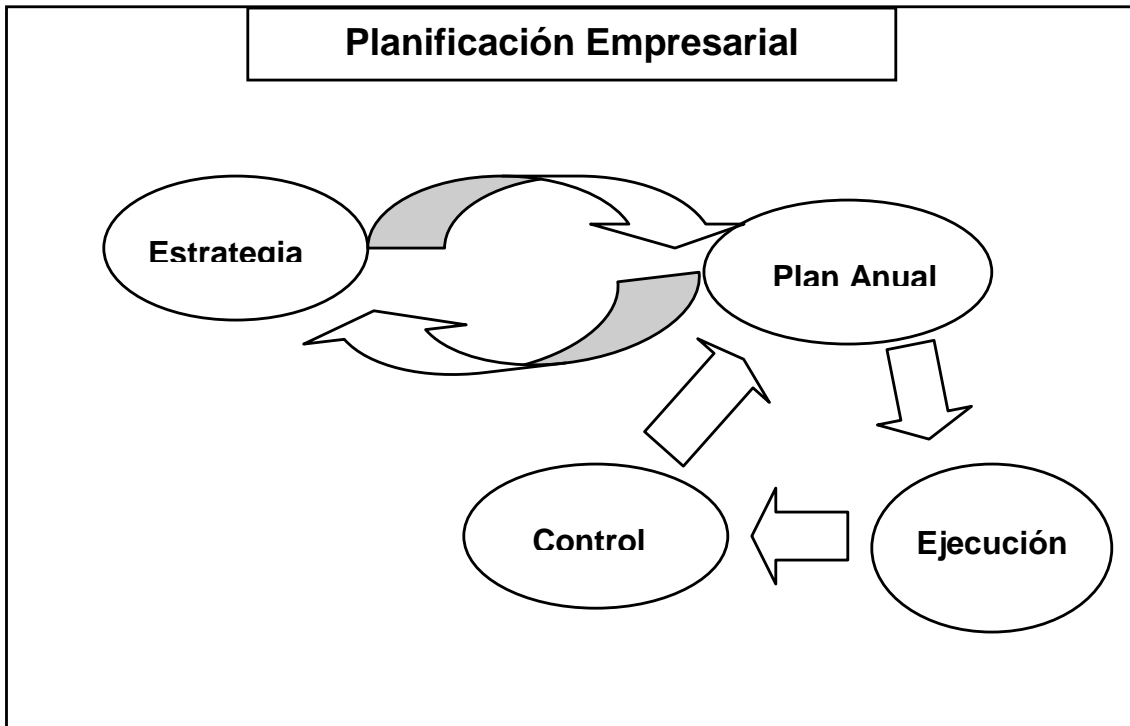 Planificación Empresarial
Estrategia
Plan Anual
Control
Ejecución